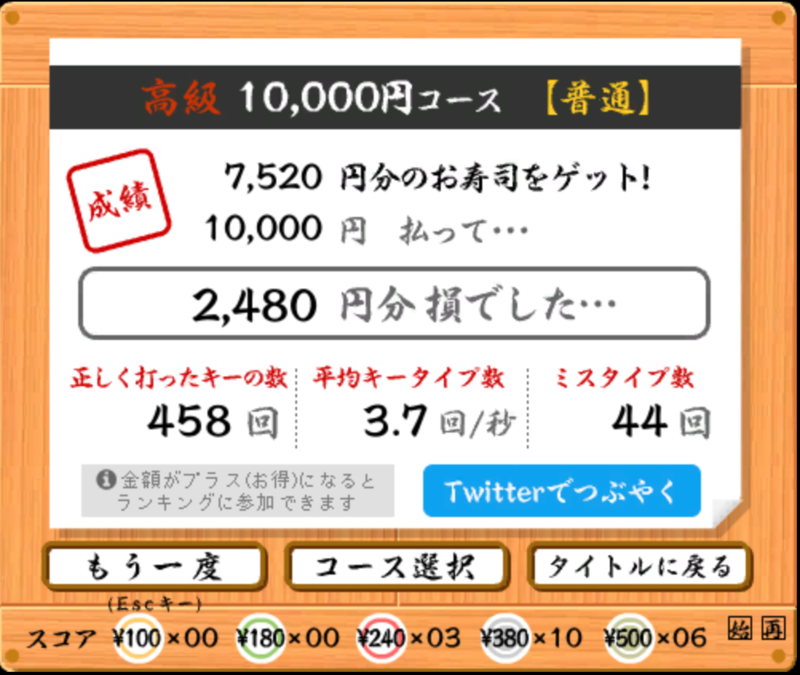 高級 10,000円コース 【普通】
成績
7,520 円分のお寿司をゲット!
10,000 円 払って…
2,480 円分 損でした…
正しく打ったキーの数 平均キータイプ数 ミスタイプ数
458 回 3.7 回/秒 44 回
金額がプラス(お得)になると
ランキングに参加できます
Twitterでつぶやく
もう一度 コース選択 タイトルに戻る
(Escキー)
スコア ¥100×00 ¥180×00 ¥240×03 ¥380×10 ¥500×06 始 再